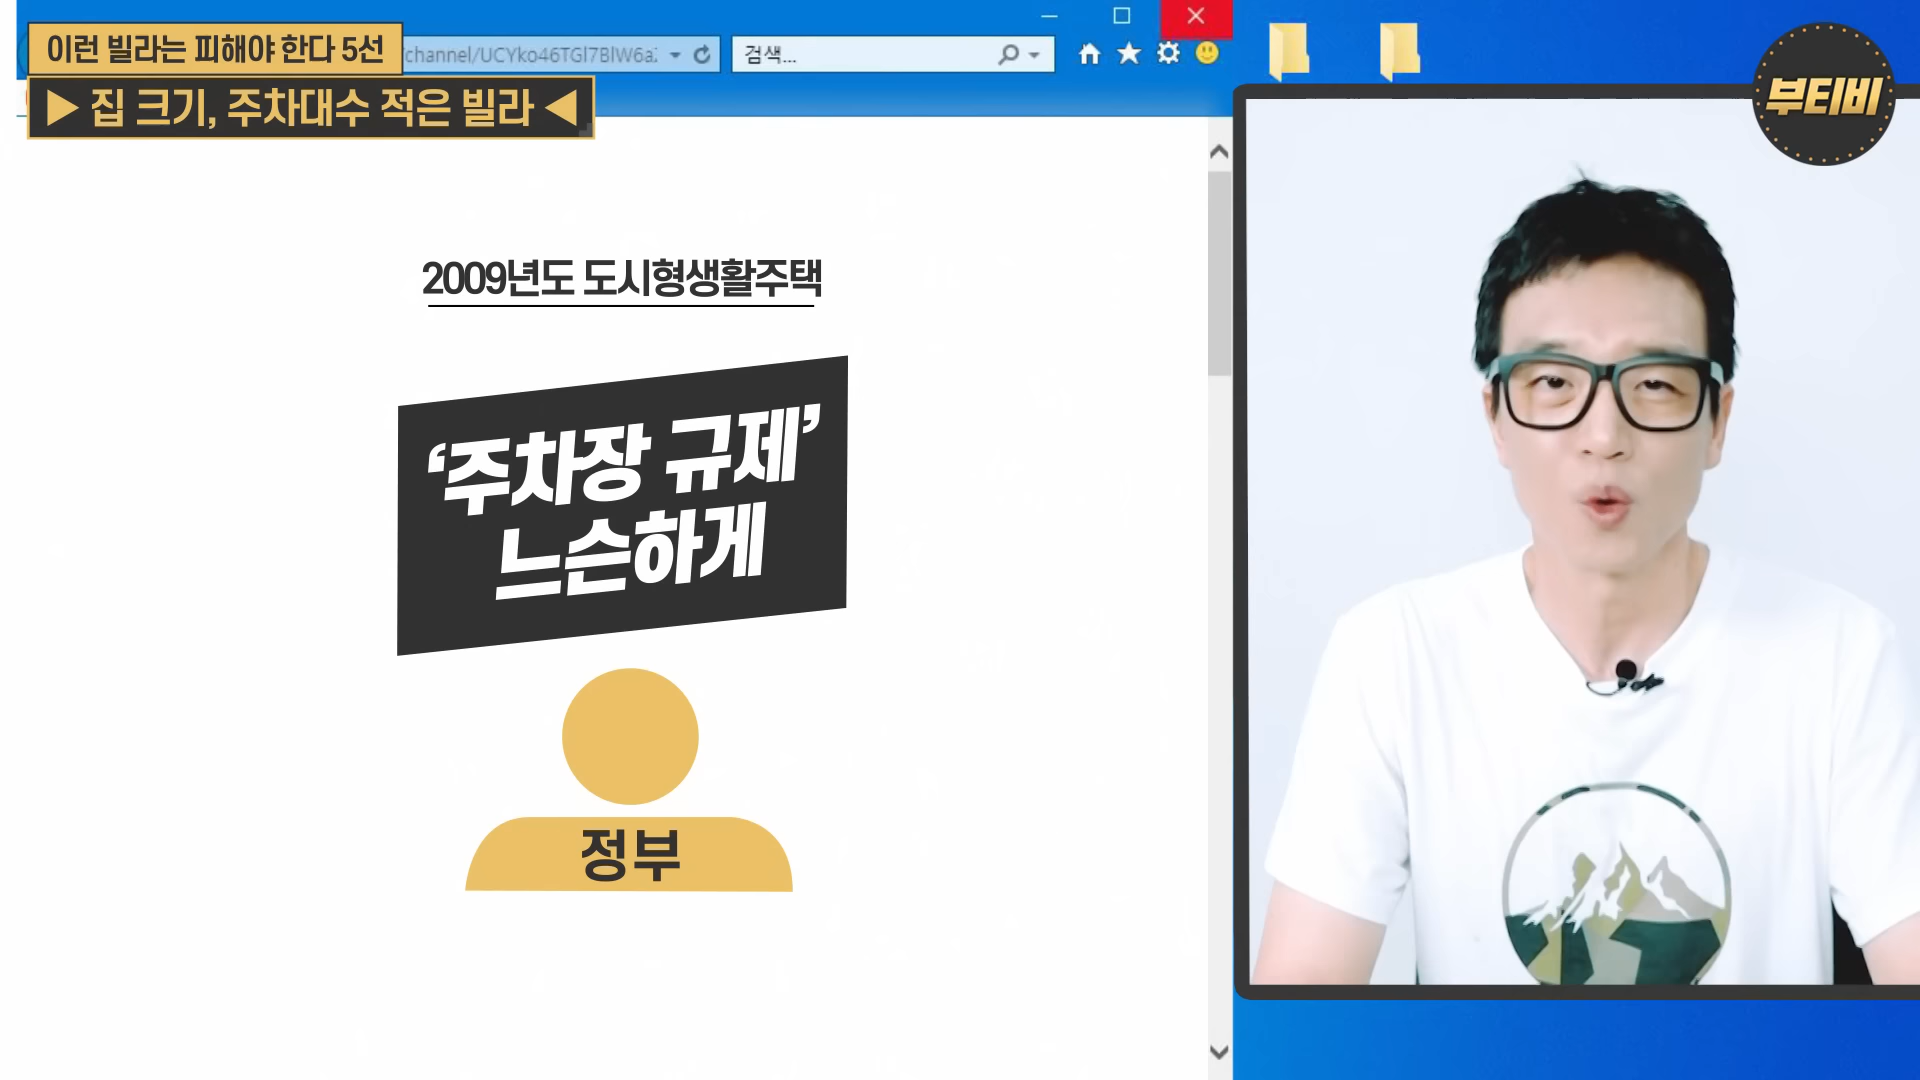 이런 빌라는 피해야 한다 5선
channel/UCYko46TGl7BlW6a
검색...
▶ 집 크기, 주차대수 적은 빌라 ◀
부티비
2009년도 도시형생활주택
‘주차장 규제’
느슨하게
정부